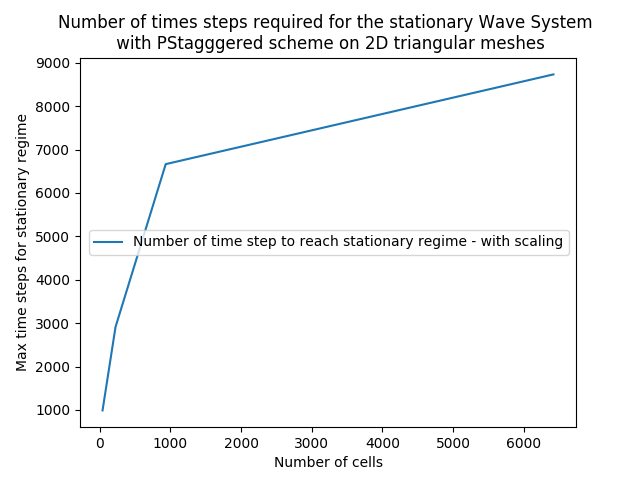 Number of times steps required for the stationary Wave System
with PStagggered scheme on 2D triangular meshes
9000
8000
7000
6000
5000
4000
3000
2000
1000
Max time steps for stationary regime
Number of time step to reach stationary regime - with scaling
0 1000 2000 3000 4000 5000 6000
Number of cells